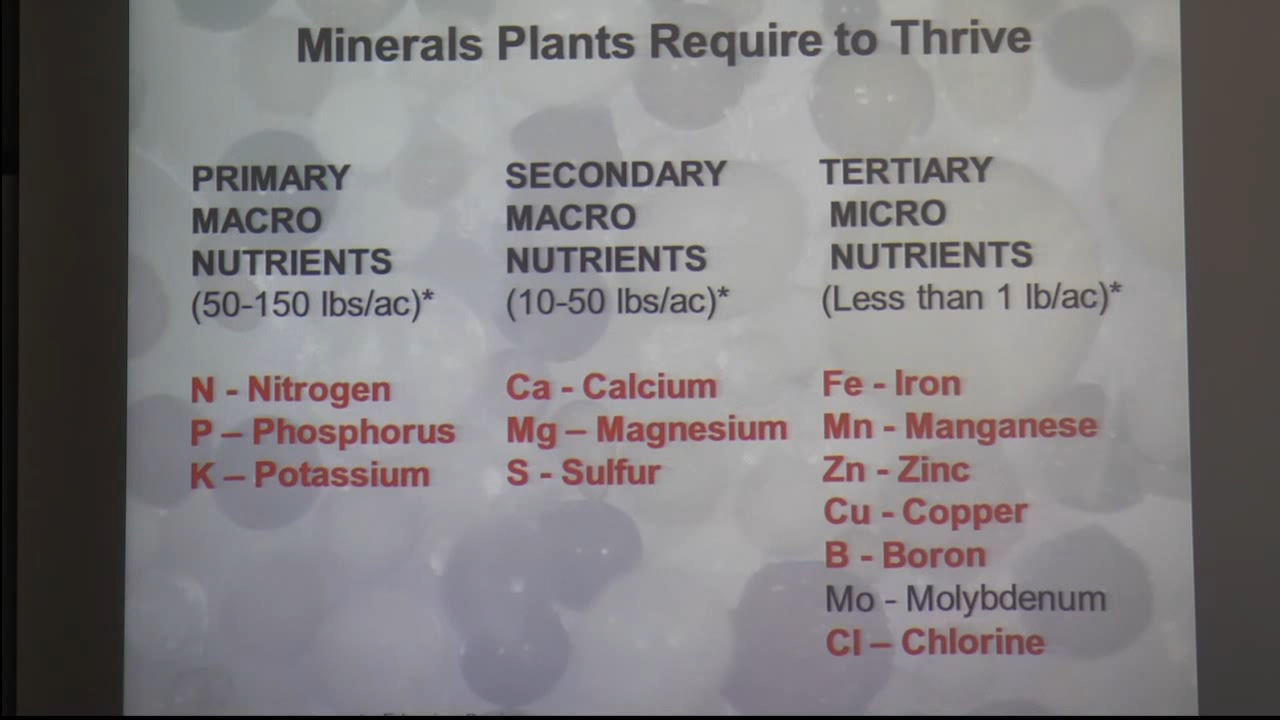 Minerals Plants Require to Thrive
PRIMARY
MACRO
NUTRIENTS
(50-150 lbs/ac)*
N - Nitrogen
P – Phosphorus
K – Potassium
SECONDARY
MACRO
NUTRIENTS
(10-50 lbs/ac)*
Ca - Calcium
Mg – Magnesium
S - Sulfur
TERTIARY
MICRO
NUTRIENTS
(Less than 1 lb/ac)*
Fe - Iron
Mn - Manganese
Zn - Zinc
Cu - Copper
B - Boron
Mo - Molybdenum
Cl – Chlorine